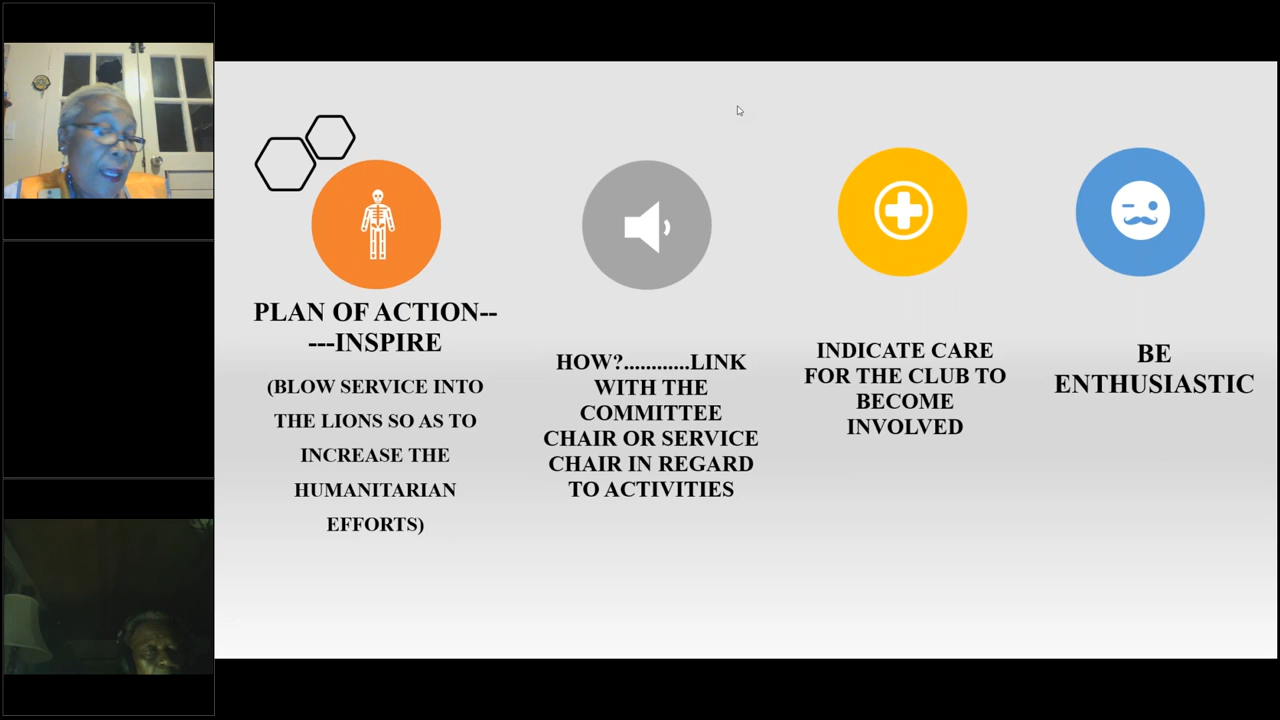 PLAN OF ACTION--
---INSPIRE
(BLOW SERVICE INTO
THE LIONS SO AS TO
INCREASE THE
HUMANITARIAN
EFFORTS)
HOW?............LINK
WITH THE
COMMITTEE
CHAIR OR SERVICE
CHAIR IN REGARD
TO ACTIVITIES
INDICATE CARE
FOR THE CLUB TO
BECOME
INVOLVED
BE
ENTHUSIASTIC